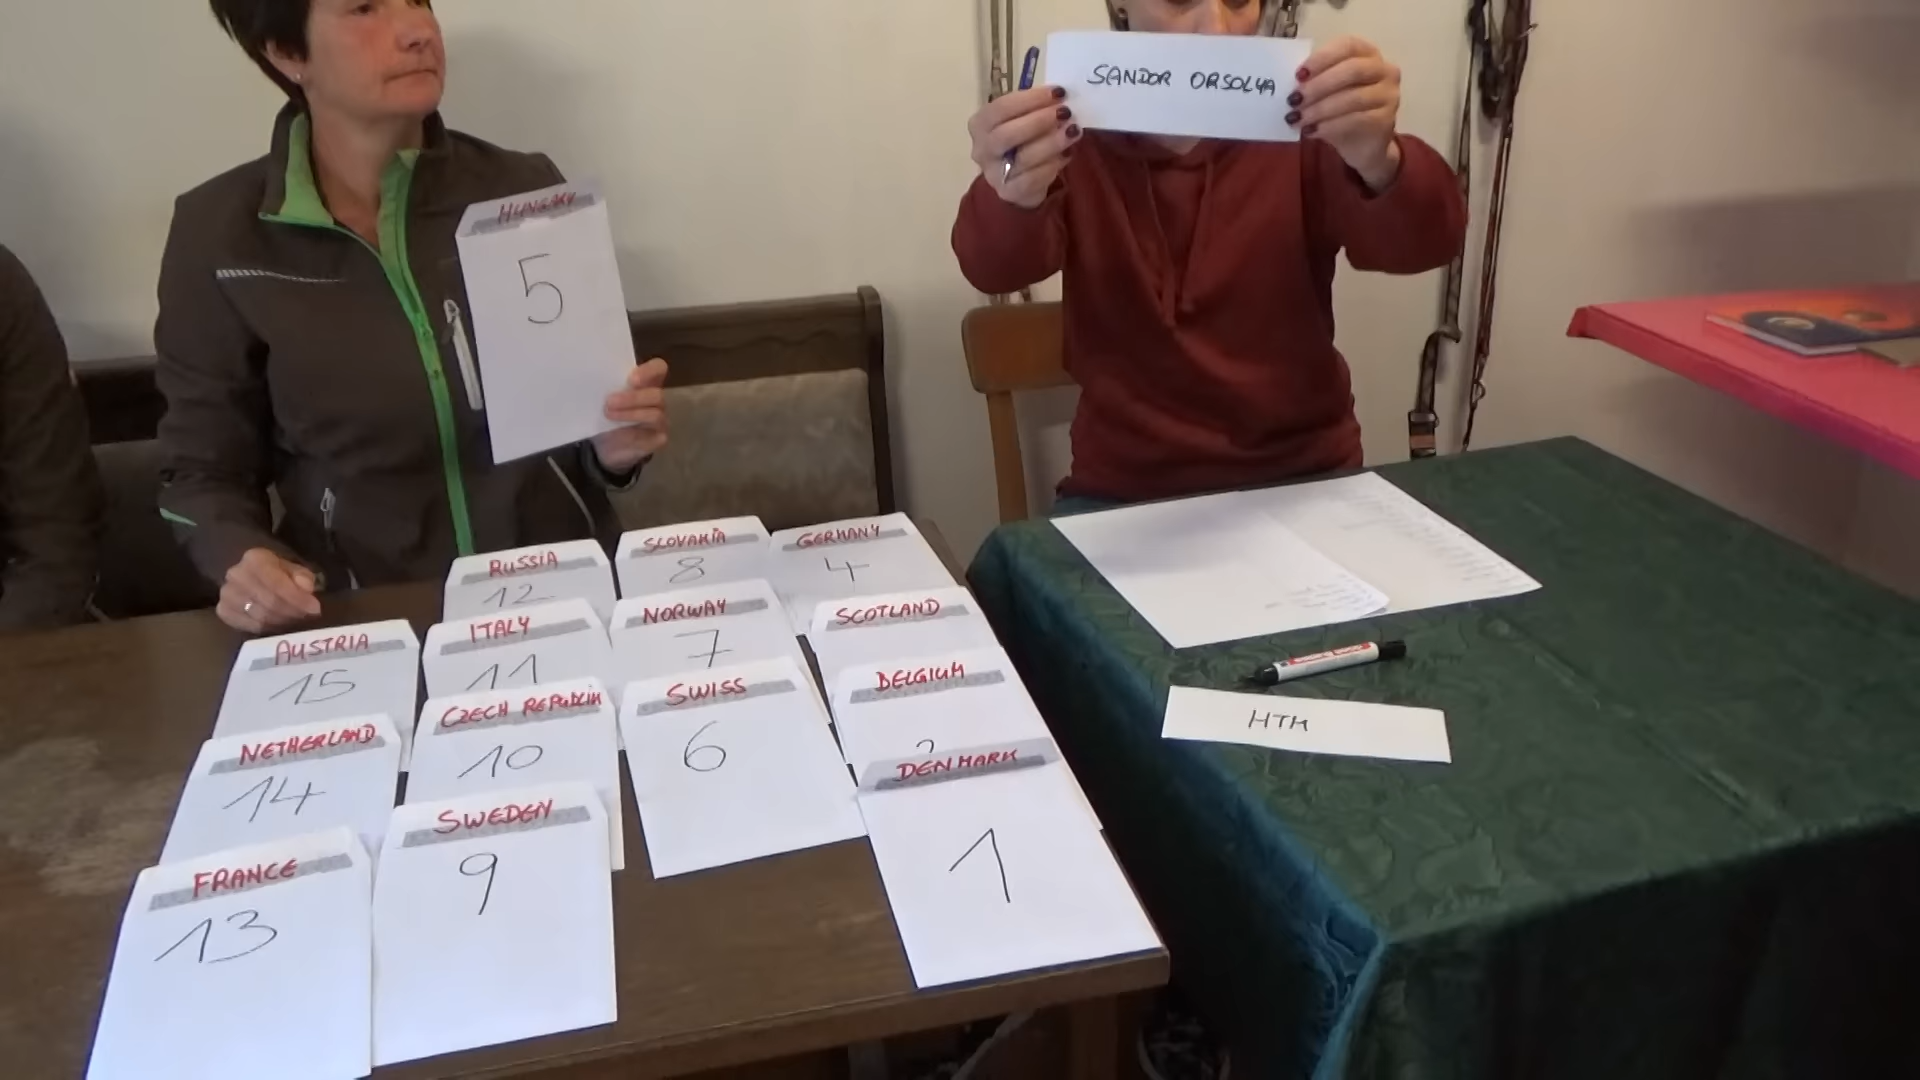 SANDOR ORSOLYA
HUNGARY
5
RUSSIA
12
SLOVAKIA
8
GERMANY
4
AUSTRIA
15
ITALY
11
NORWAY
7
SCOTLAND
NETHERLAND
14
CZECH REPUBLIK
10
SWISS
6
BELGIUM
DENMARK
1
FRANCE
13
SWEDEN
9
HTM